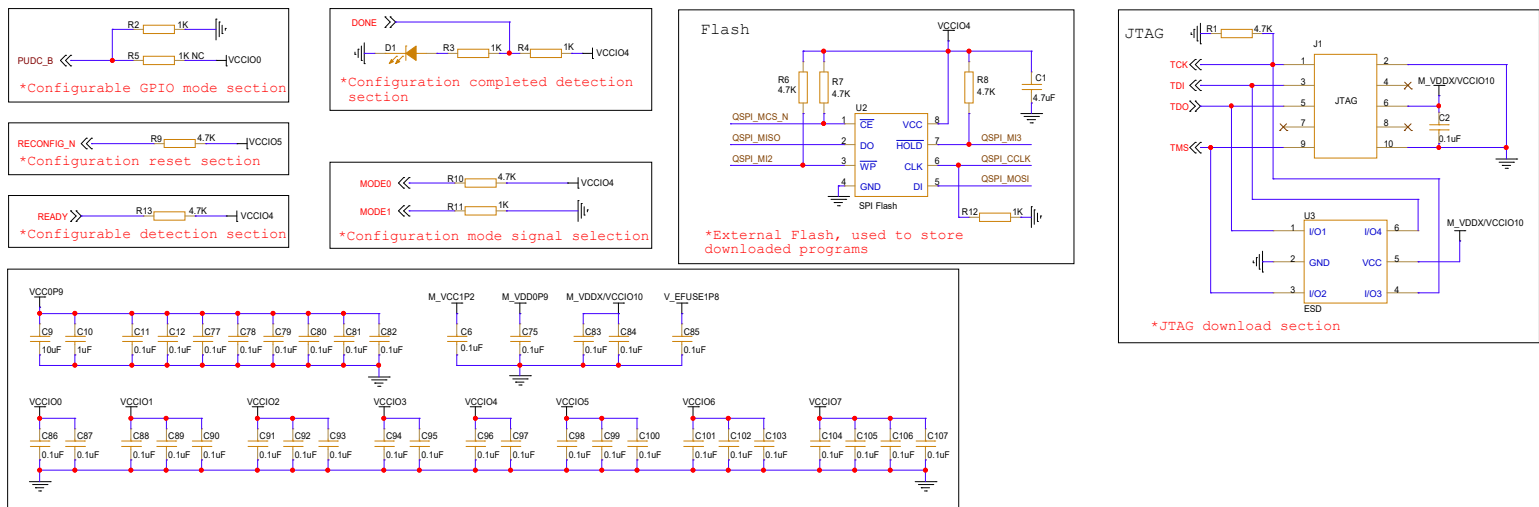 R2 1K
PUDC_B R5 1K NC VCCIO0
*Configurable GPIO mode section
RECONFIG_N R9 4.7K VCCIO5
*Configuration reset section
READY R13 4.7K VCCIO4
*Configurable detection section
DONE
D1 R3 1K R4 1K VCCIO4
*Configuration completed detection
section
MODE0 R10 4.7K VCCIO4
MODE1 R11 1K
*Configuration mode signal selection
Flash
VCCIO4
R6 4.7K
R7 4.7K
R8 4.7K
C1 4.7uF
U2
QSPI_MCS_N 1 CE VCC 8
QSPI_MISO 2 DO HOLD 7 QSPI_MI3
QSPI_MI2 3 WP CLK 6 QSPI_CCLK
4 GND DI 5 QSPI_MOSI
SPI Flash
R12 1K
*External Flash, used to store
downloaded programs
JTAG
R1 4.7K
J1
TCK 1 2
TDI 3 4 M_VDDX/VCCIO10
TDO 5 JTAG 6
7 8 C2 0.1uF
TMS 9 10
U3
1 I/O1 I/O4 6 M_VDDX/VCCIO10
2 GND VCC 5
3 I/O2 I/O3 4
ESD
*JTAG download section
VCC0P9 M_VCC1P2 M_VDD0P9 M_VDDX/VCCIO10 V_EFUSE1P8
C9 C10 C11 C12 C77 C78 C79 C80 C81 C82 C6 C75 C83 C84 C85
10uF 1uF 0.1uF 0.1uF 0.1uF 0.1uF 0.1uF 0.1uF 0.1uF 0.1uF 0.1uF 0.1uF 0.1uF 0.1uF 0.1uF
VCCIO0 VCCIO1 VCCIO2 VCCIO3 VCCIO4 VCCIO5 VCCIO6 VCCIO7
C86 C87 C88 C89 C90 C91 C92 C93 C94 C95 C96 C97 C98 C99 C100 C101 C102 C103 C104 C105 C106 C107
0.1uF 0.1uF 0.1uF 0.1uF 0.1uF 0.1uF 0.1uF 0.1uF 0.1uF 0.1uF 0.1uF 0.1uF 0.1uF 0.1uF 0.1uF 0.1uF 0.1uF 0.1uF 0.1uF 0.1uF 0.1uF 0.1uF